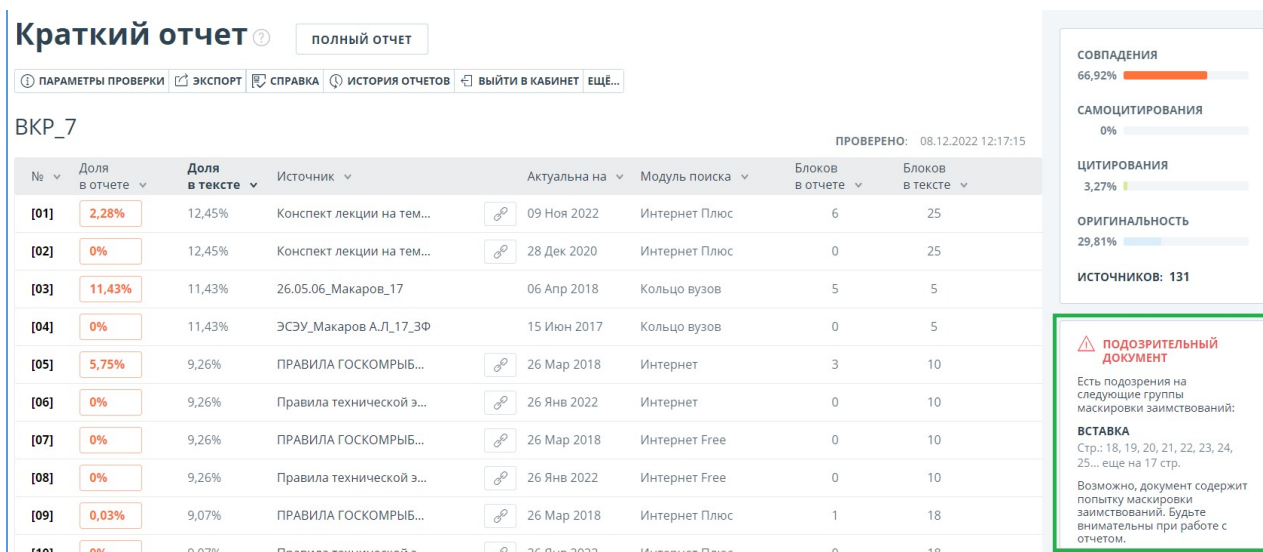 Краткий отчет ? ПОЛНЫЙ ОТЧЕТ
ПАРАМЕТРЫ ПРОВЕРКИ ЭКСПОРТ СПРАВКА ИСТОРИЯ ОТЧЕТОВ ВЫЙТИ В КАБИНЕТ ЕЩЁ...
ВКР_7
ПРОВЕРЕНО: 08.12.2022 12:17:15
№ Доля в отчете Доля в тексте Источник Актуальна на Модуль поиска Блоков в отчете Блоков в тексте
[01] 2,28% 12,45% Конспект лекции на тем... 09 Ноя 2022 Интернет Плюс 6 25
[02] 0% 12,45% Конспект лекции на тем... 28 Дек 2020 Интернет Плюс 0 25
[03] 11,43% 11,43% 26.05.06_Макаров_17 06 Апр 2018 Кольцо вузов 5 5
[04] 0% 11,43% ЭСЭУ_Макаров А.Л_17_ЗФ 15 Июн 2017 Кольцо вузов 0 5
[05] 5,75% 9,26% ПРАВИЛА ГОСКОМРЫБ... 26 Мар 2018 Интернет 3 10
[06] 0% 9,26% Правила технической э... 26 Янв 2022 Интернет 0 10
[07] 0% 9,26% ПРАВИЛА ГОСКОМРЫБ... 26 Мар 2018 Интернет Free 0 10
[08] 0% 9,26% Правила технической э... 26 Янв 2022 Интернет Free 0 10
[09] 0,03% 9,07% ПРАВИЛА ГОСКОМРЫБ... 26 Мар 2018 Интернет Плюс 1 18
СОВПАДЕНИЯ
66,92%
САМОЦИТИРОВАНИЯ
0%
ЦИТИРОВАНИЯ
3,27%
ОРИГИНАЛЬНОСТЬ
29,81%
ИСТОЧНИКОВ: 131
ПОДОЗРИТЕЛЬНЫЙ
ДОКУМЕНТ
Есть подозрения на
следующие группы
маскировки заимствований:
ВСТАВКА
Стр.: 18, 19, 20, 21, 22, 23, 24,
25... еще на 17 стр.
Возможно, документ содержит
попытку маскировки
заимствований. Будьте
внимательны при работе с
отчетом.